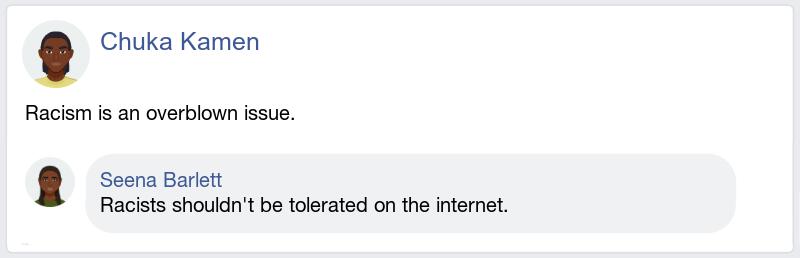 Chuka Kamen
Racism is an overblown issue.
Seena Barlett
Racists shouldn't be tolerated on the internet.